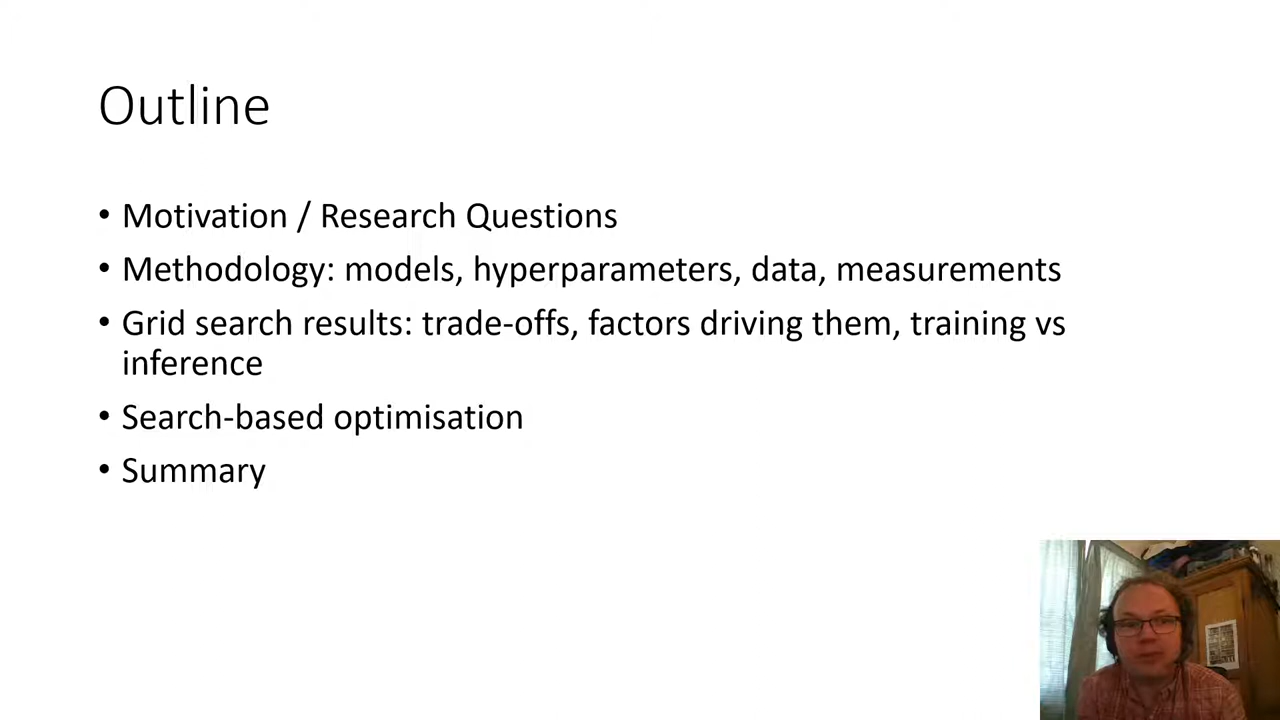 Outline
• Motivation / Research Questions
• Methodology: models, hyperparameters, data, measurements
• Grid search results: trade-offs, factors driving them, training vs
inference
• Search-based optimisation
• Summary